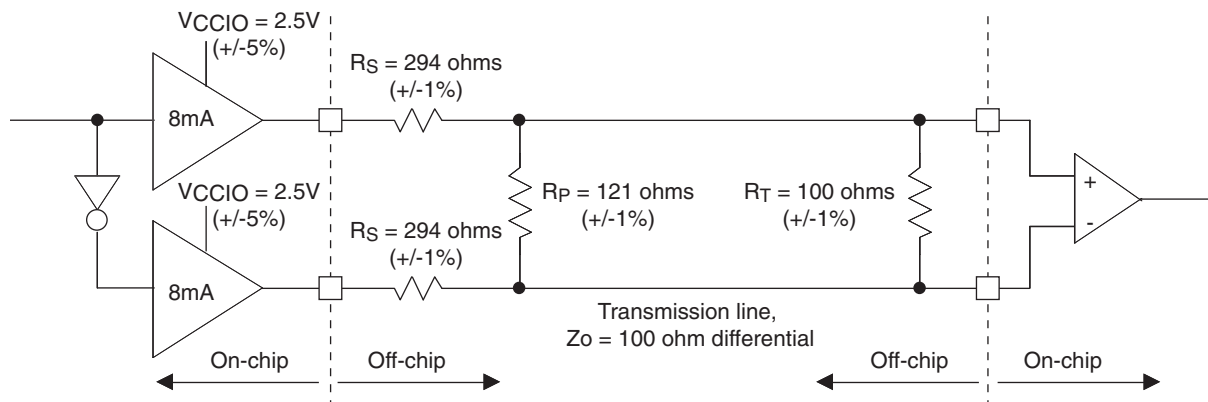 VCCIO = 2.5V
(+/-5%)
8mA
RS = 294 ohms
(+/-1%)
VCCIO = 2.5V
(+/-5%)
8mA
RS = 294 ohms
(+/-1%)
RP = 121 ohms
(+/-1%)
RT = 100 ohms
(+/-1%)
+
-
Transmission line,
Zo = 100 ohm differential
On-chip
Off-chip
Off-chip
On-chip